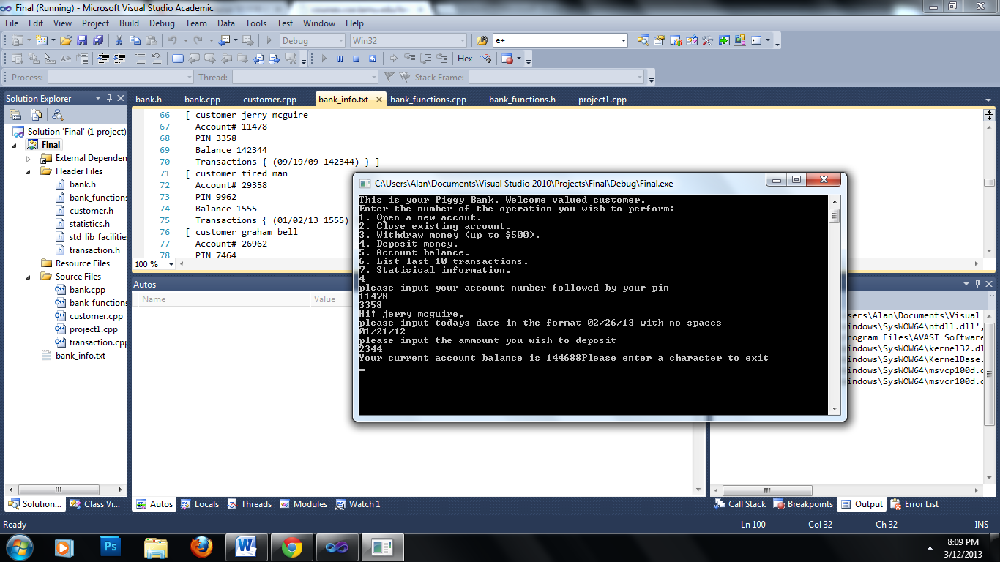 Final (Running) - Microsoft Visual Studio Academic
File Edit View Project Build Debug Team Data Tools Test Window Help
Debug Win32 e+
Hex
Process: Thread: Stack Frame:
Solution Explorer
bank.h bank.cpp customer.cpp bank_info.txt bank_functions.cpp bank_functions.h project1.cpp
Solution 'Final' (1 project)
Final
External Dependen
Header Files
bank.h
bank_functions
customer.h
statistics.h
std_lib_facilitie
transaction.h
Resource Files
Source Files
bank.cpp
bank_functions
customer.cpp
project1.cpp
transaction.cpp
bank_info.txt
66 [ customer jerry mcguire
67 Account# 11478
68 PIN 3358
69 Balance 142344
70 Transactions { (09/19/09 142344) } ]
71 [ customer tired man
72 Account# 29358
73 PIN 9962
74 Balance 1555
75 Transactions { (01/02/13 1555)
76 [ customer graham bell
77 Account# 26962
78 PIN 7464
100 %
C:\Users\Alan\Documents\Visual Studio 2010\Projects\Final\Debug\Final.exe
This is your Piggy Bank. Welcome valued customer.
Enter the number of the operation you wish to perform:
1. Open a new accout.
2. Close existing account.
3. Withdraw money (up to $500).
4. Deposit money.
5. Account balance.
6. List last 10 transactions.
7. Statisical information.
4
please input your account number followed by your pin
11478
3358
Hi! jerry mcguire,
please input todays date in the format 02/26/13 with no spaces
01/21/12
please input the ammount you wish to deposit
2344
Your current account balance is 144688Please enter a character to exit
Autos
Name Value
sers\Alan\Documents\Visual
indows\SysWOW64\ntdll.dll',
rogram Files\AVAST Software
indows\SysWOW64\kernel32.dl
indows\SysWOW64\KernelBase.
indows\SysWOW64\msvcp100d.d
indows\SysWOW64\msvcr100d.d
Solution... Class Vi...
Autos Locals Threads Modules Watch 1
Call Stack Breakpoints Output Error List
Ready Ln 100 Col 32 Ch 32 INS
Ps W
8:09 PM
3/12/2013